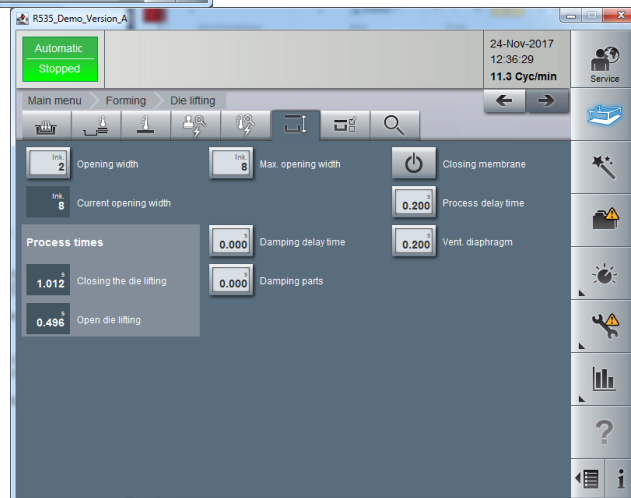 R535_Demo_Version_A
Automatic
Stopped
24-Nov-2017
12:36:29
11.3 Cyc/min
Service
Main menu Forming Die lifting
Ink.
2
Opening width
Ink.
8
Max. opening width
Closing membrane
Ink.
8
Current opening width
s
0.200
Process delay time
Process times
s
0.000
Damping delay time
s
0.200
Vent. diaphragm
s
1.012
Closing the die lifting
s
0.000
Damping parts
s
0.496
Open die lifting
?
i